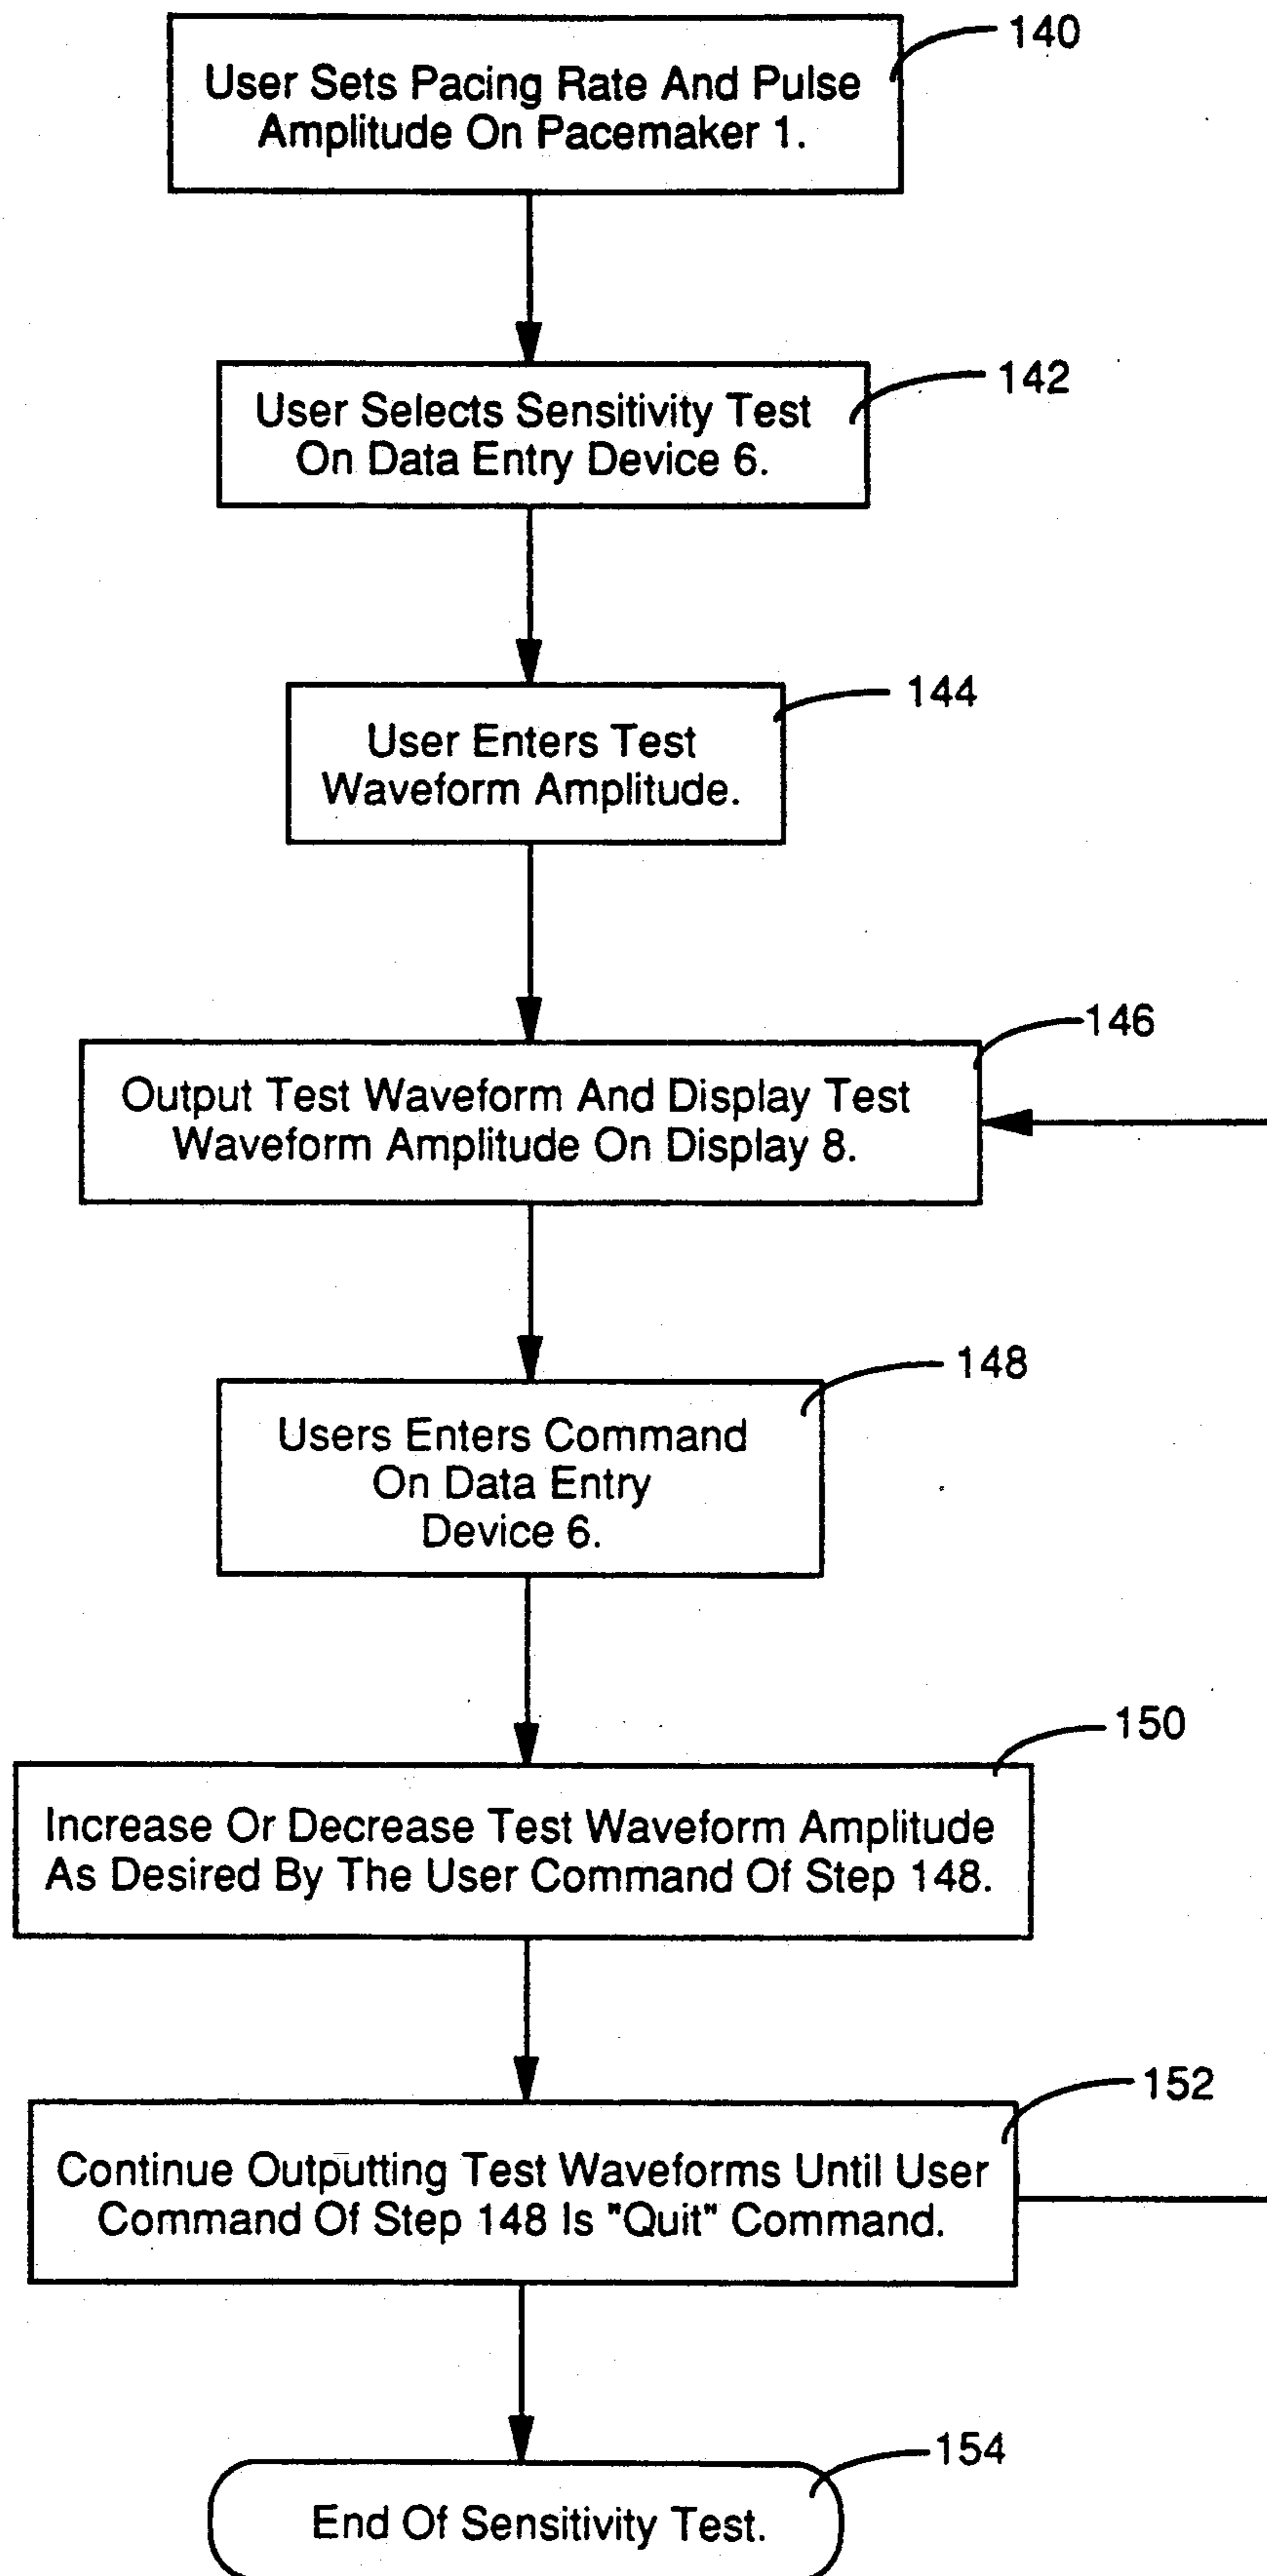 140
User Sets Pacing Rate And Pulse
Amplitude On Pacemaker 1.
142
User Selects Sensitivity Test
On Data Entry Device 6.
144
User Enters Test
Waveform Amplitude.
146
Output Test Waveform And Display Test
Waveform Amplitude On Display 8.
148
Users Enters Command
On Data Entry
Device 6.
150
Increase Or Decrease Test Waveform Amplitude
As Desired By The User Command Of Step 148.
152
Continue Outputting Test Waveforms Until User
Command Of Step 148 Is "Quit" Command.
154
End Of Sensitivity Test.